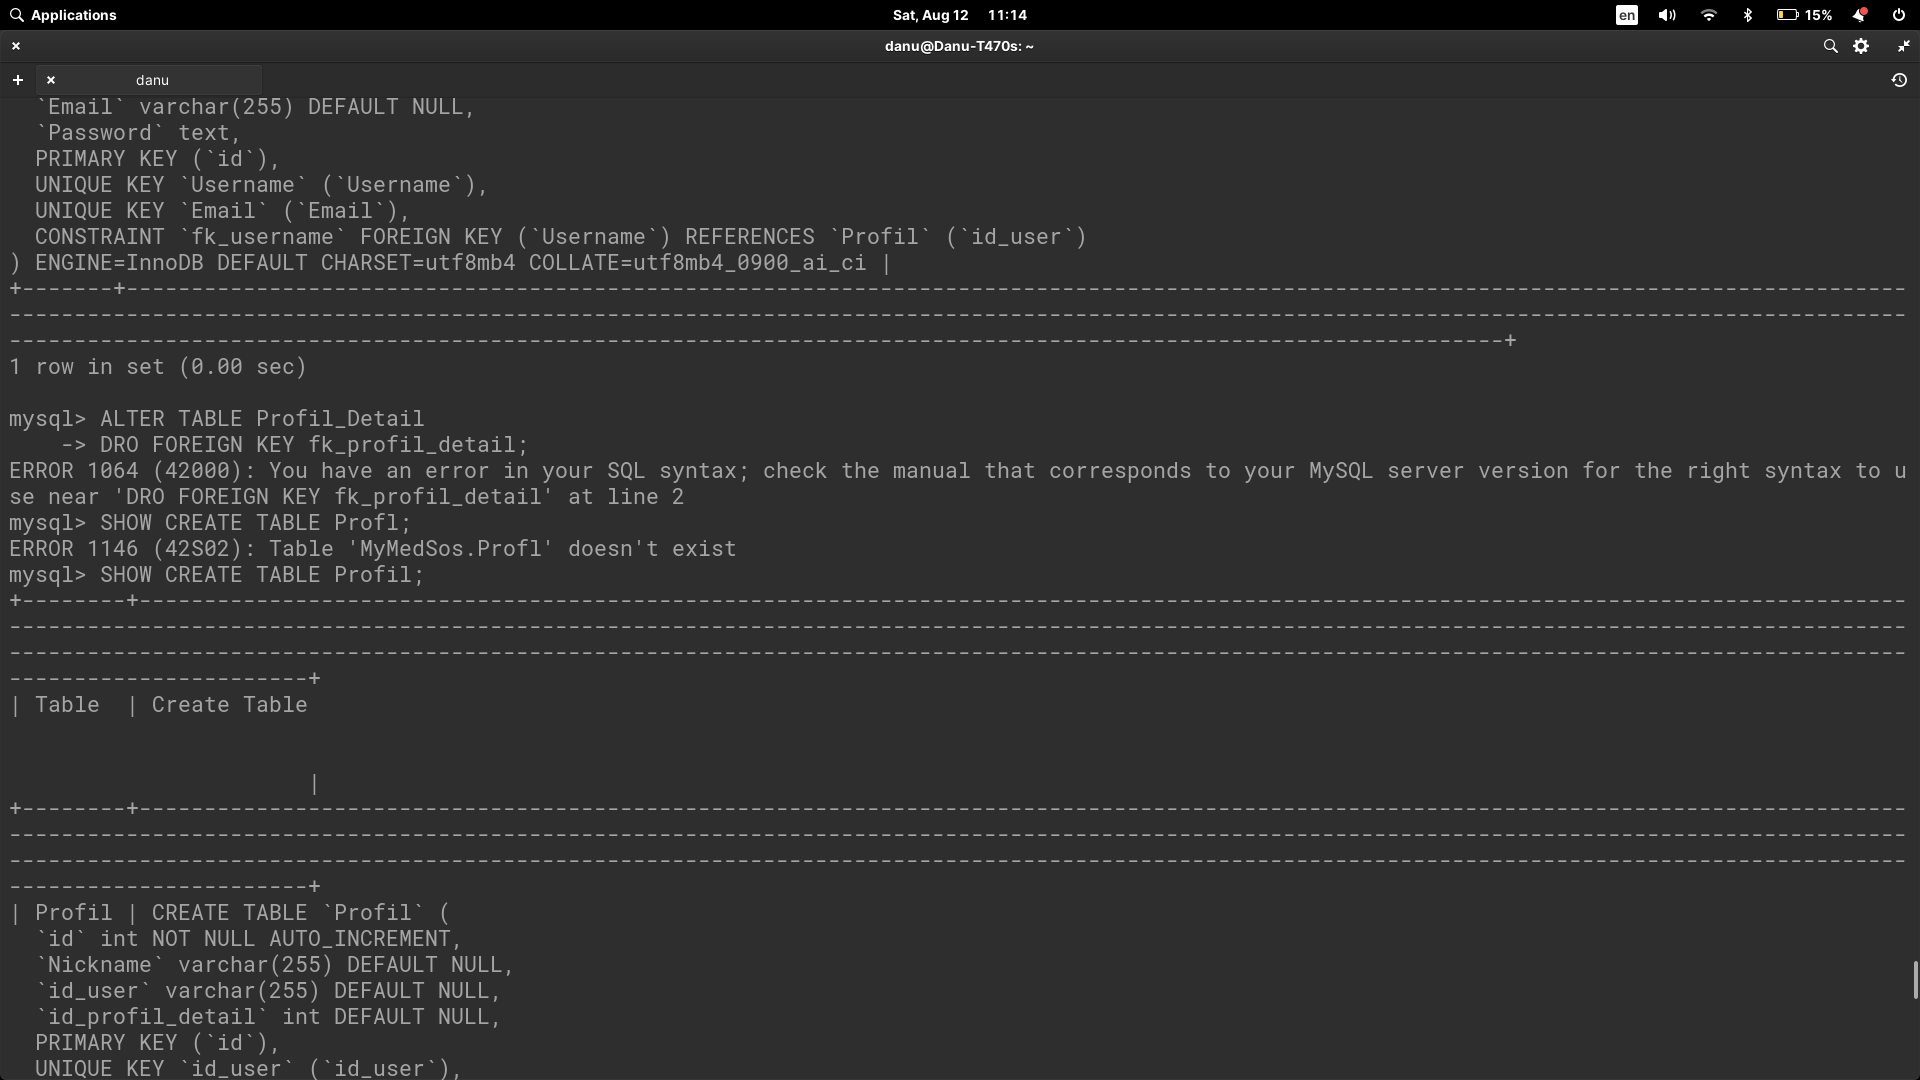 Applications
Sat, Aug 12 11:14
en
15%
danu@Danu-T470s: ~
danu
`Email` varchar(255) DEFAULT NULL,
`Password` text,
PRIMARY KEY (`id`),
UNIQUE KEY `Username` (`Username`),
UNIQUE KEY `Email` (`Email`),
CONSTRAINT `fk_username` FOREIGN KEY (`Username`) REFERENCES `Profil` (`id_user`)
) ENGINE=InnoDB DEFAULT CHARSET=utf8mb4 COLLATE=utf8mb4_0900_ai_ci |
1 row in set (0.00 sec)
mysql> ALTER TABLE Profil_Detail
-> DRO FOREIGN KEY fk_profil_detail;
ERROR 1064 (42000): You have an error in your SQL syntax; check the manual that corresponds to your MySQL server version for the right syntax to u
se near 'DRO FOREIGN KEY fk_profil_detail' at line 2
mysql> SHOW CREATE TABLE Profl;
ERROR 1146 (42S02): Table 'MyMedSos.Profl' doesn't exist
mysql> SHOW CREATE TABLE Profil;
| Table | Create Table
|
| Profil | CREATE TABLE `Profil` (
`id` int NOT NULL AUTO_INCREMENT,
`Nickname` varchar(255) DEFAULT NULL,
`id_user` varchar(255) DEFAULT NULL,
`id_profil_detail` int DEFAULT NULL,
PRIMARY KEY (`id`),
UNIQUE KEY `id_user` (`id_user`),